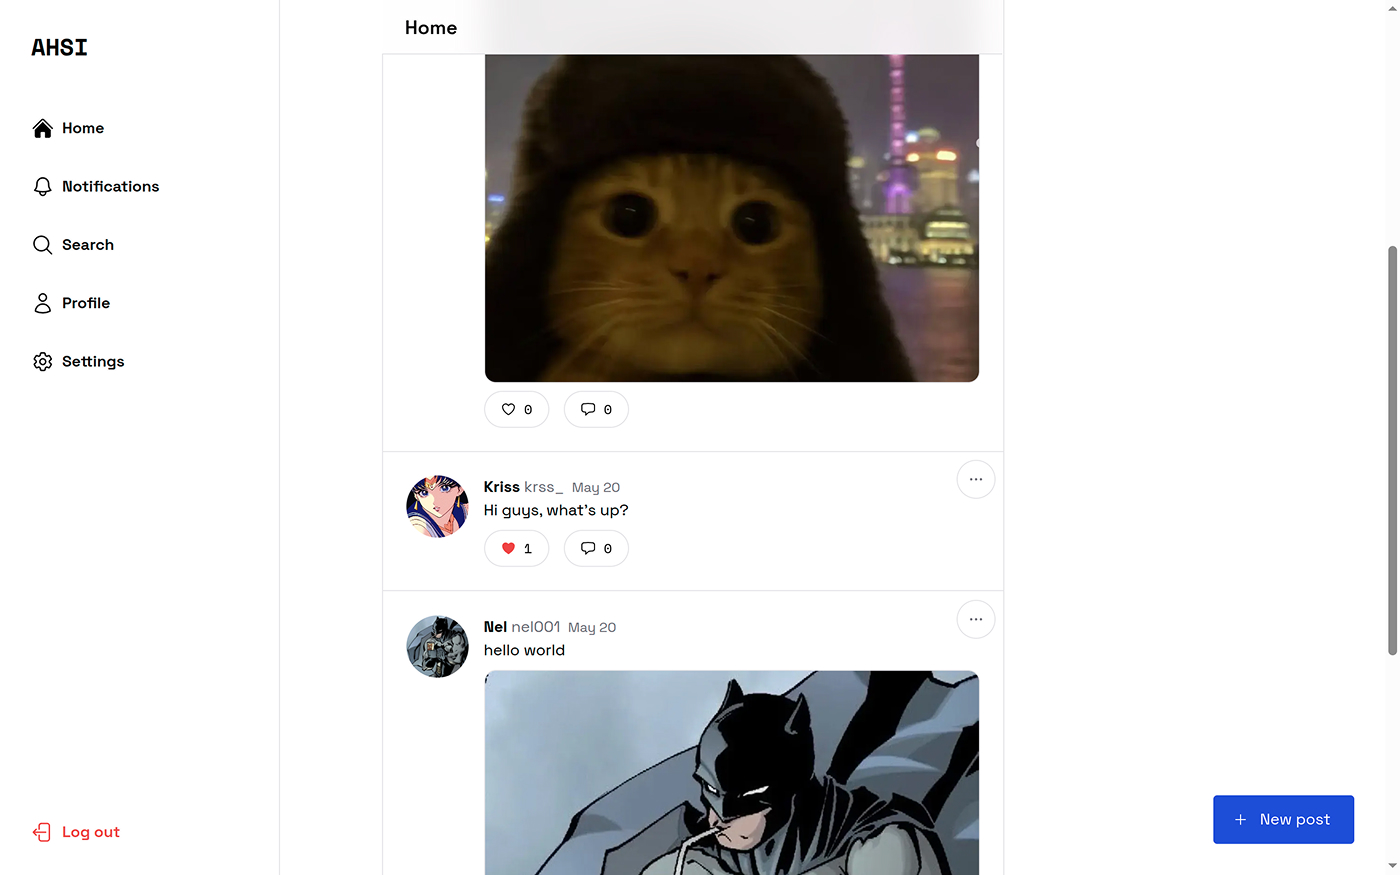 AHSI
Home
Notifications
Search
Profile
Settings
Log out
Home
0 0
Kriss krss_ May 20
Hi guys, what's up?
1 0
Nel nel001 May 20
hello world
+ New post